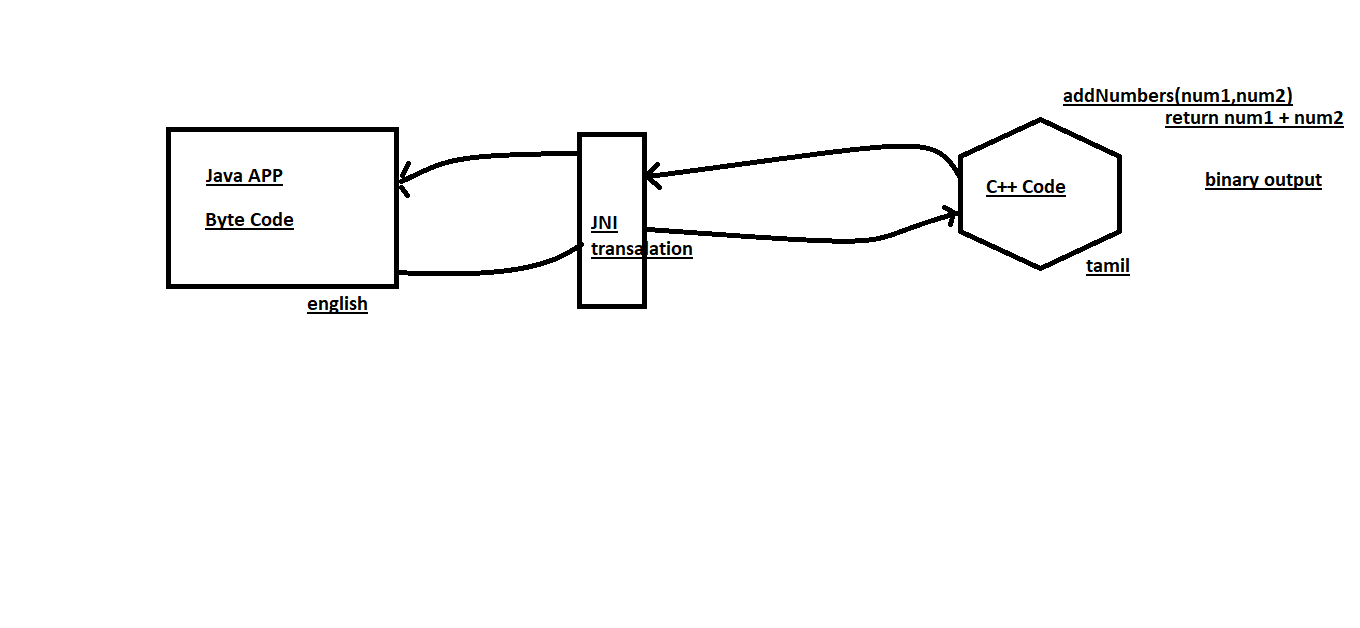 addNumbers(num1,num2)
return num1 + num2
Java APP
Byte Code
JNI
transalation
C++ Code
binary output
tamil
english